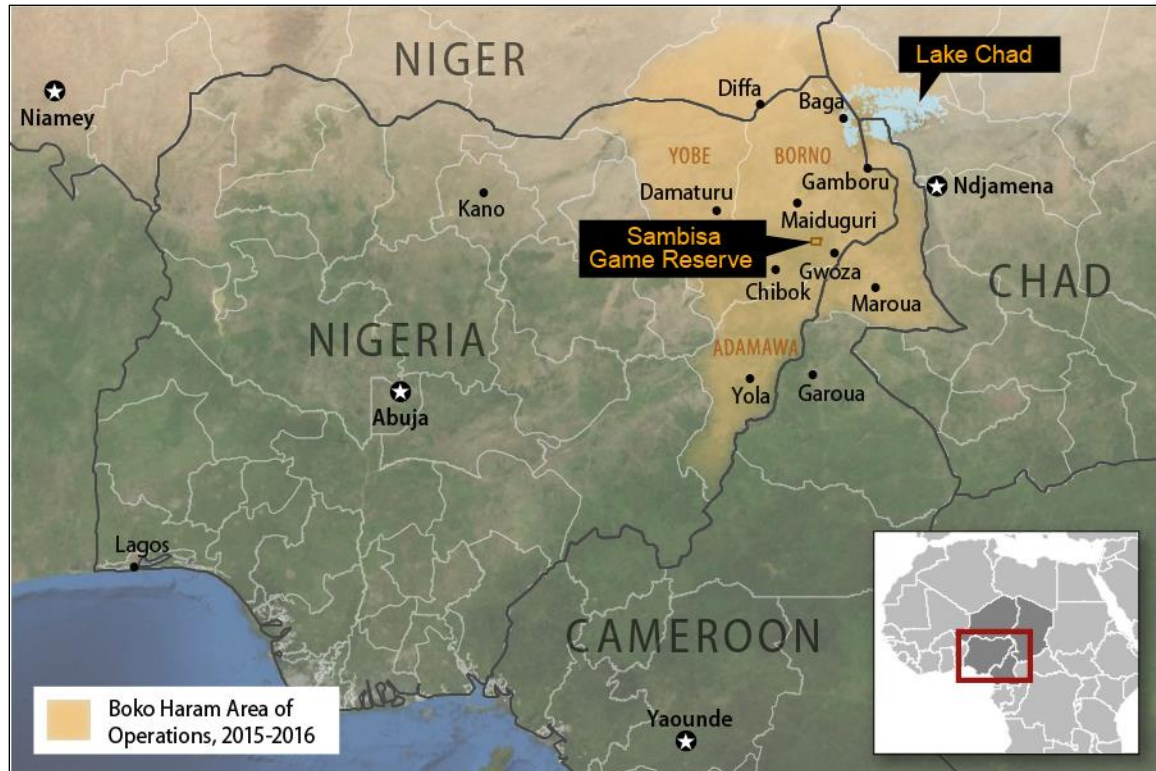 NIGER
Lake Chad
Niamey
Diffa
Baga
YOBE
BORNO
Gamboru
Ndjamena
Kano
Damaturu
Maiduguri
Sambisa
Game Reserve
Gwoza
Chibok
Maroua
CHAD
NIGERIA
ADAMAWA
Yola
Garoua
Abuja
Lagos
CAMEROON
Boko Haram Area of
Operations, 2015-2016
Yaounde